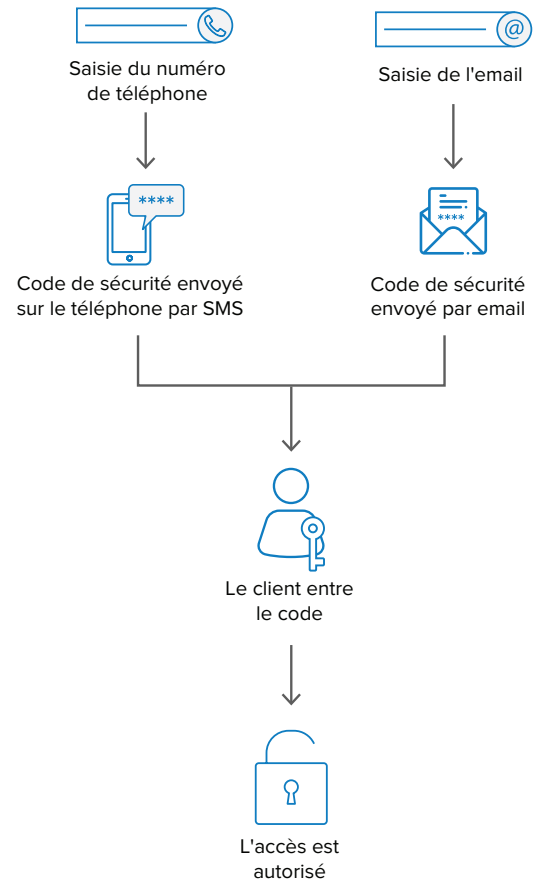 @
Saisie du numéro
de téléphone
Saisie de l'email
****
****
Code de sécurité envoyé
sur le téléphone par SMS
Code de sécurité
envoyé par email
Le client entre
le code
L'accès est
autorisé